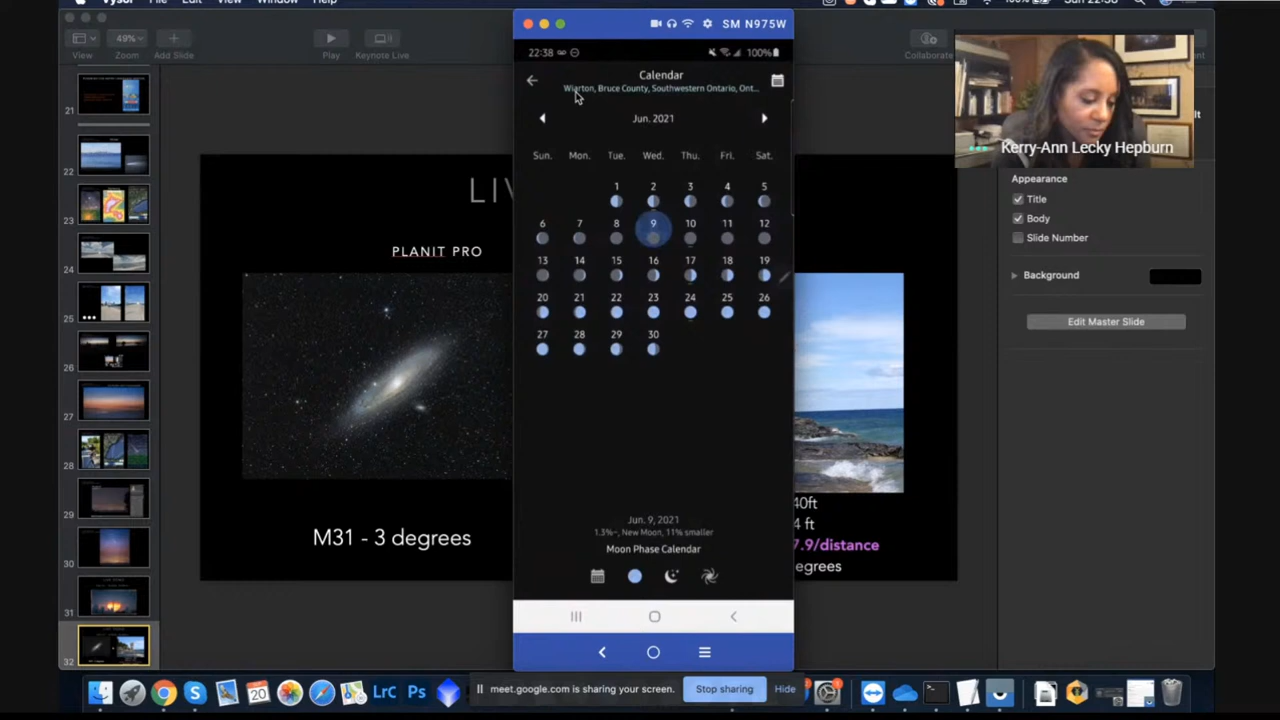 Vysor File Edit View Window Help
100% Sun 22:38
SM N975W
49%
View Zoom Add Slide
Play Keynote Live
Collaborate
22:38
100%
Calendar
Wiarton, Bruce County, Southwestern Ontario, Ont...
Jun. 2021
Sun. Mon. Tue. Wed. Thu. Fri. Sat.
1 2 3 4 5
6 7 8 9 10 11 12
13 14 15 16 17 18 19
20 21 22 23 24 25 26
27 28 29 30
Jun. 9, 2021
1.3%-, New Moon, 11% smaller
Moon Phase Calendar
Kerry-Ann Lecky Hepburn
Appearance
Title
Body
Slide Number
Background
Edit Master Slide
21
22
23
24
25
26
27
28
29
30
31
32
LIV
PLANIT PRO
M31 - 3 degrees
40ft
4 ft
7.9/distance
egrees
20
LrC
Ps
meet.google.com is sharing your screen.
Stop sharing
Hide